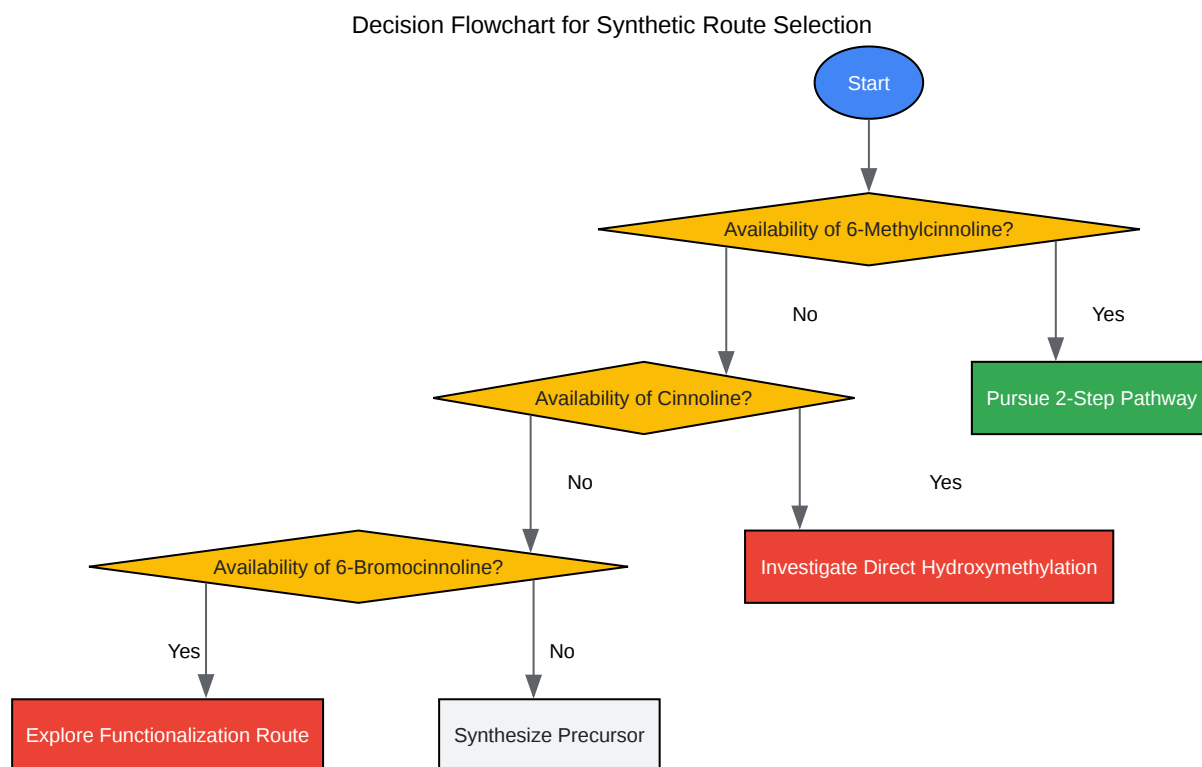 Decision Flowchart for Synthetic Route Selection
Start
Availability of 6-Methylcinnoline?
No
Yes
Availability of Cinnoline?
Pursue 2-Step Pathway
No
Yes
Availability of 6-Bromocinnoline?
Investigate Direct Hydroxymethylation
Yes
No
Explore Functionalization Route
Synthesize Precursor